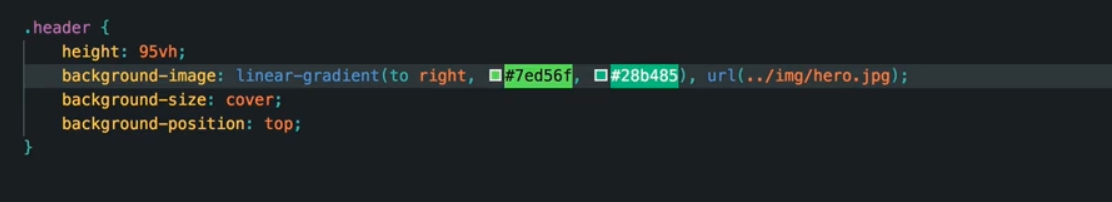 .header {
    height: 95vh;
    background-image: linear-gradient(to right, #7ed56f, #28b485), url(../img/hero.jpg);
    background-size: cover;
    background-position: top;
}